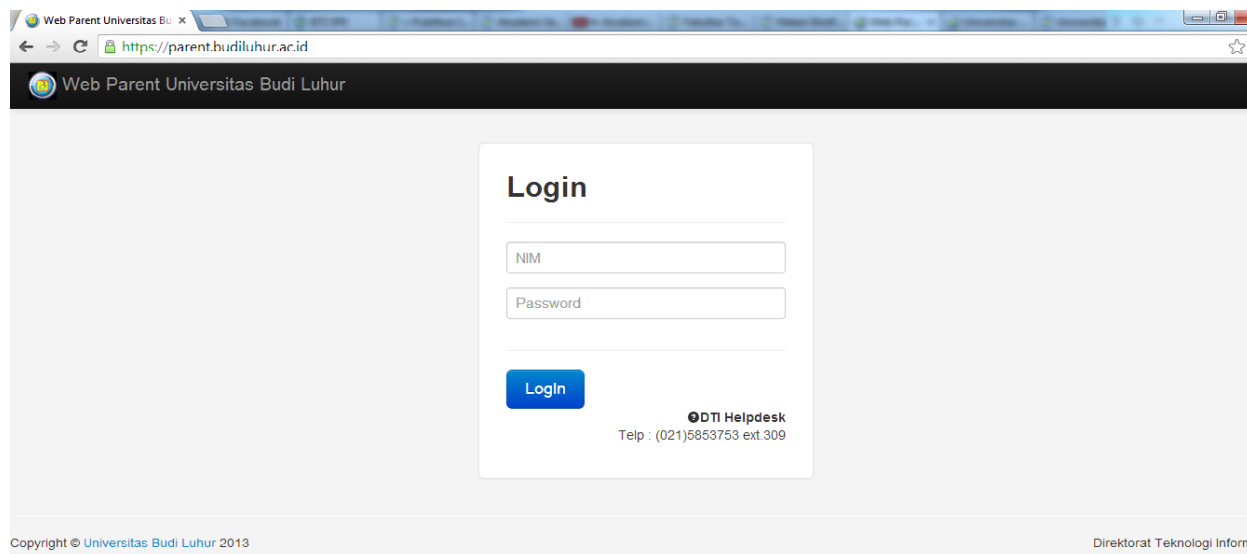 Web Parent Universitas Bu
https://parent.budiluhur.ac.id
Web Parent Universitas Budi Luhur
Login
NIM
Password
LogIn
DTI Helpdesk
Telp : (021)5853753 ext.309
Copyright © Universitas Budi Luhur 2013
Direktorat Teknologi Inform